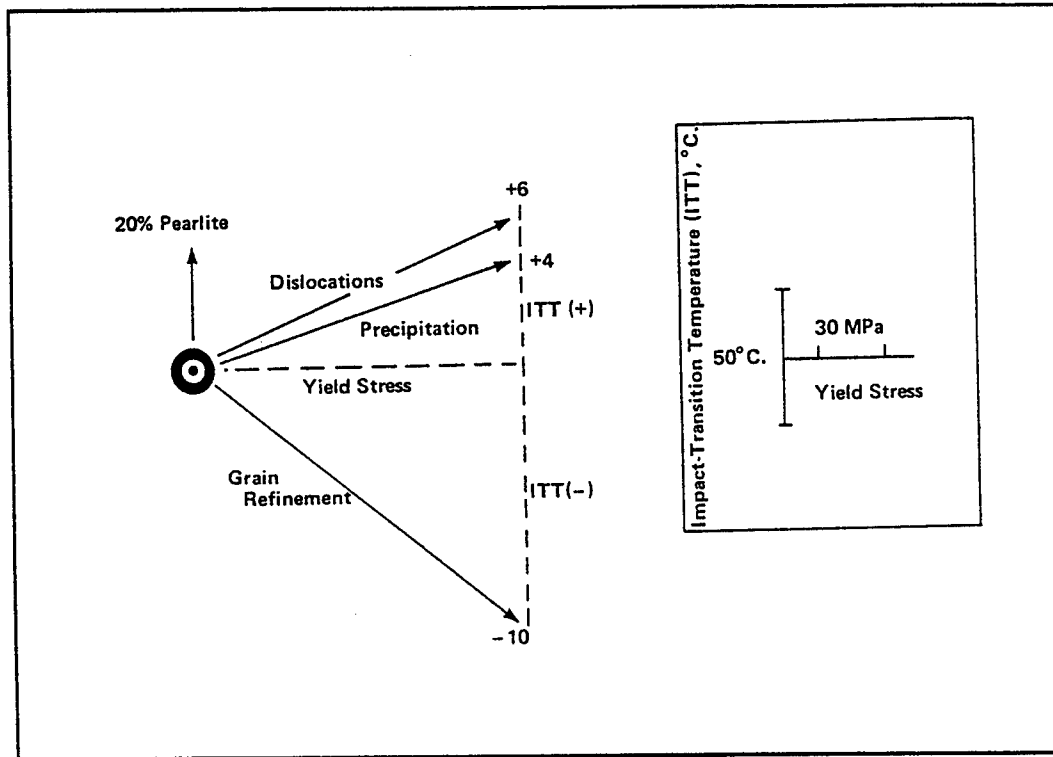 +6
20% Pearlite
+4
Dislocations
ITT (+)
Precipitation
Yield Stress
Grain
Refinement
ITT(-)
-10
Impact-Transition Temperature (ITT), °C.
30 MPa
50°C.
Yield Stress